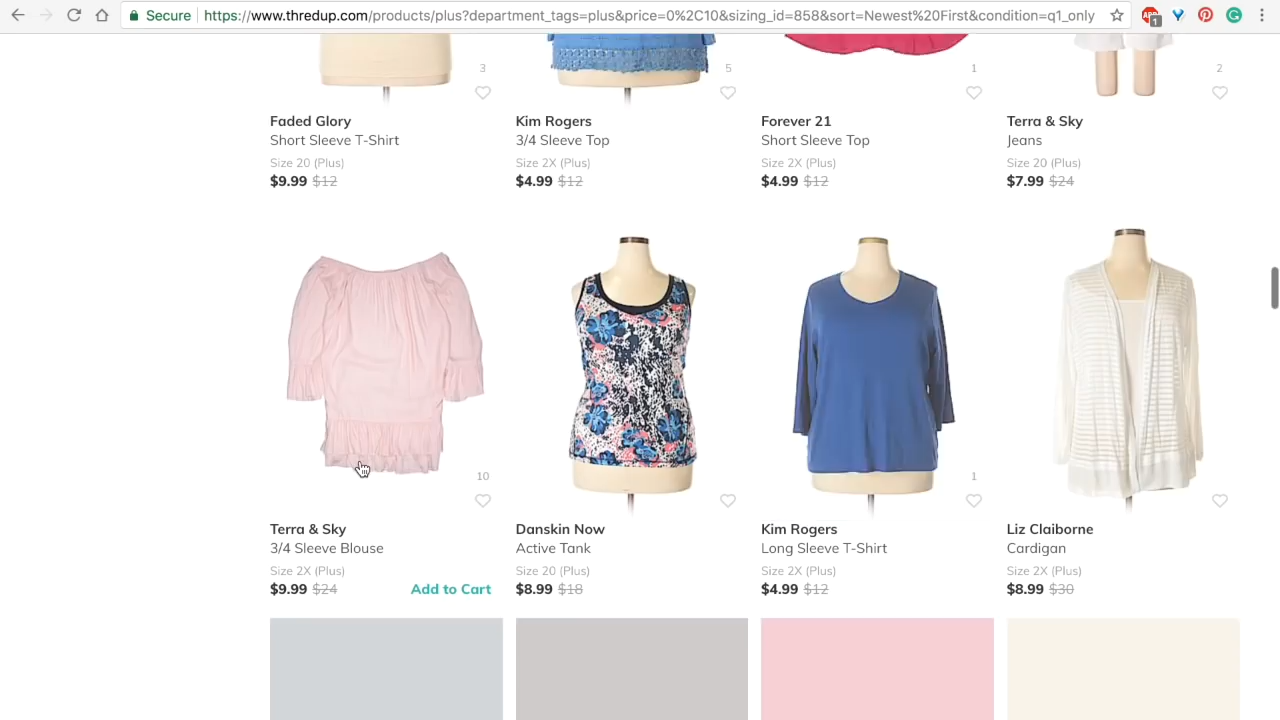 Secure https://www.thredup.com/products/plus?department_tags=plus&price=0%2C10&sizing_id=858&sort=Newest%20First&condition=q1_only
ABP
1
3
5
1
2
Faded Glory
Short Sleeve T-Shirt
Size 20 (Plus)
$9.99 $12
Kim Rogers
3/4 Sleeve Top
Size 2X (Plus)
$4.99 $12
Forever 21
Short Sleeve Top
Size 2X (Plus)
$4.99 $12
Terra & Sky
Jeans
Size 20 (Plus)
$7.99 $24
10
1
Terra & Sky
3/4 Sleeve Blouse
Size 2X (Plus)
$9.99 $24 Add to Cart
Danskin Now
Active Tank
Size 20 (Plus)
$8.99 $18
Kim Rogers
Long Sleeve T-Shirt
Size 2X (Plus)
$4.99 $12
Liz Claiborne
Cardigan
Size 2X (Plus)
$8.99 $30